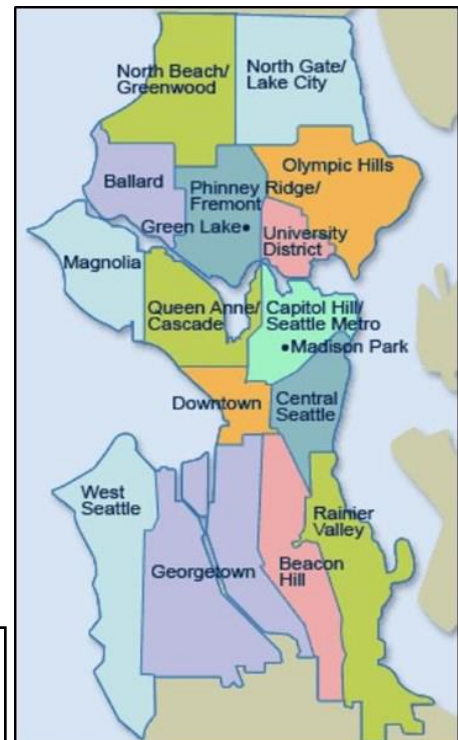 North Beach/
Greenwood
North Gate/
Lake City
Olympic Hills
Ballard
Phinney Ridge/
Fremont
Green Lake
University
District
Magnolia
Queen Anne/
Cascade
Capitol Hill/
Seattle Metro
Madison Park
Downtown
Central
Seattle
West
Seattle
Rainier
Valley
Georgetown
Beacon
Hill